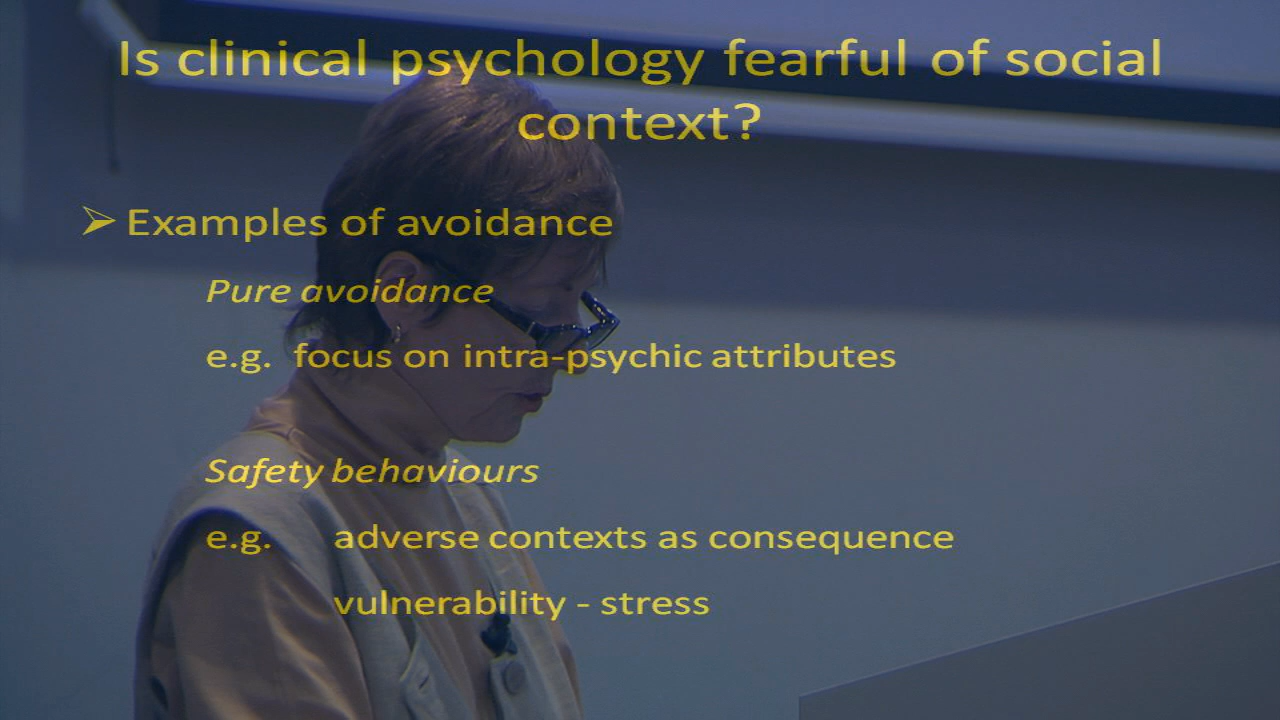 Is clinical psychology fearful of social
context?
➢ Examples of avoidance
Pure avoidance
e.g. focus on intra-psychic attributes
Safety behaviours
e.g. adverse contexts as consequence
vulnerability - stress